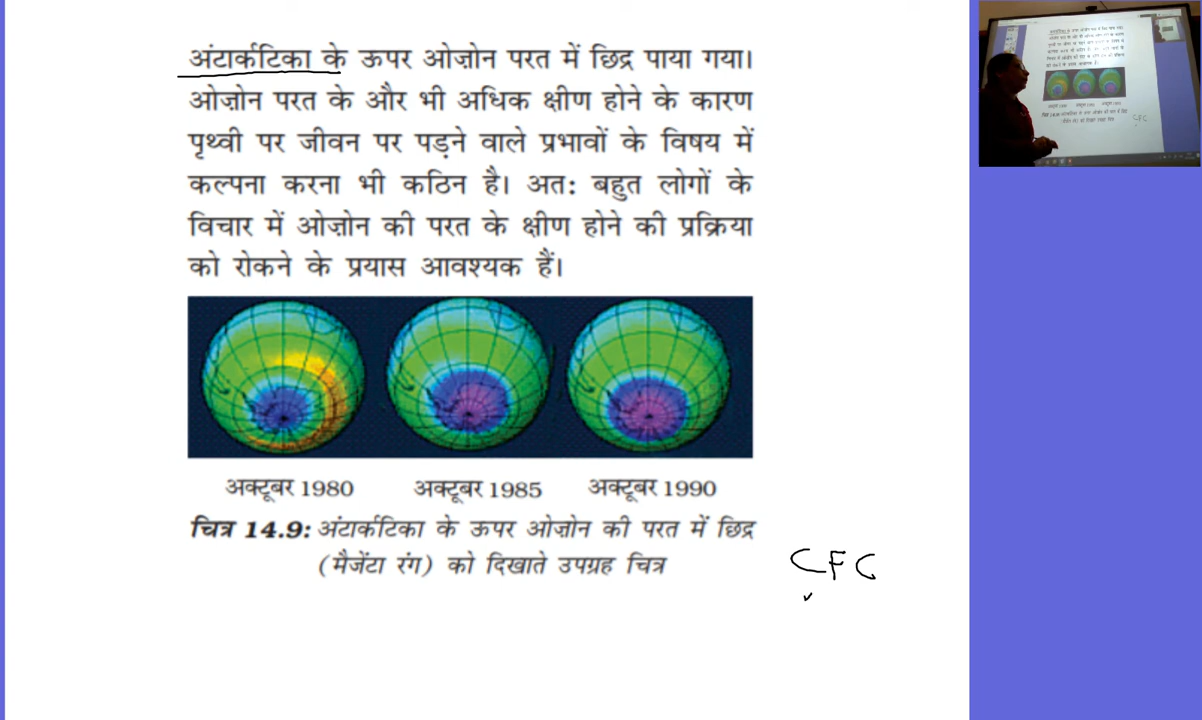 अंटार्कटिका के ऊपर ओज़ोन परत में छिद्र पाया गया।
ओज़ोन परत के और भी अधिक क्षीण होने के कारण
पृथ्वी पर जीवन पर पड़ने वाले प्रभावों के विषय में
कल्पना करना भी कठिन है। अत: बहुत लोगों के
विचार में ओज़ोन की परत के क्षीण होने की प्रक्रिया
को रोकने के प्रयास आवश्यक हैं।
अक्टूबर 1980 अक्टूबर 1985 अक्टूबर 1990
चित्र 14.9: अंटार्कटिका के ऊपर ओज़ोन की परत में छिद्र
(मैजेंटा रंग) को दिखाते उपग्रह चित्र
CFC